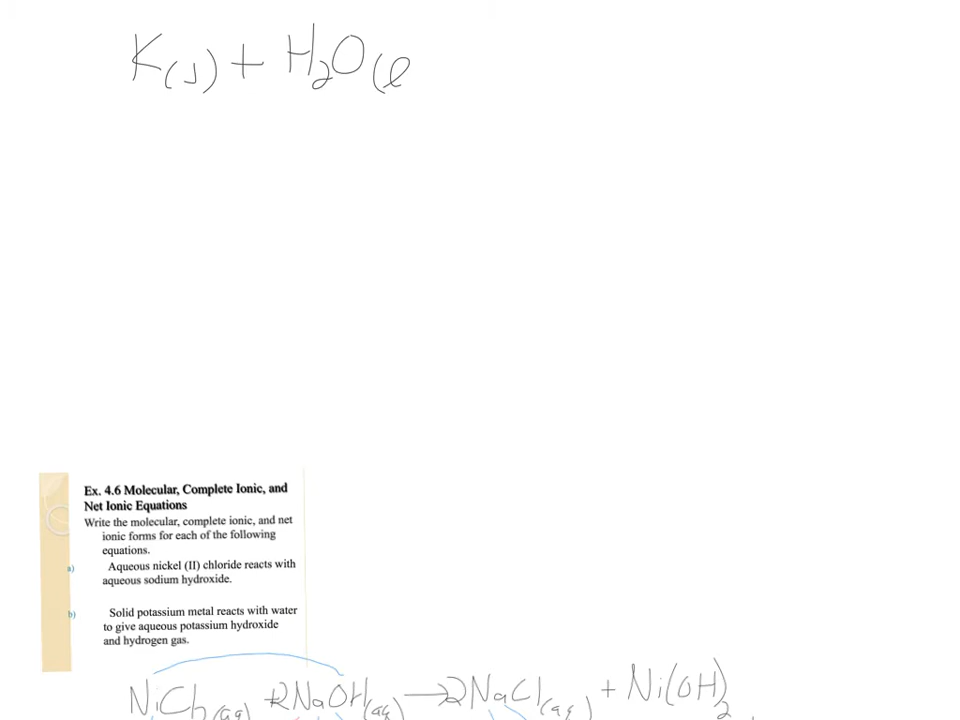 K(s) + H₂O(l
Ex. 4.6 Molecular, Complete Ionic, and
Net Ionic Equations
Write the molecular, complete ionic, and net
ionic forms for each of the following
equations.
a) Aqueous nickel (II) chloride reacts with
aqueous sodium hydroxide.
b) Solid potassium metal reacts with water
to give aqueous potassium hydroxide
and hydrogen gas.
NiCl₂(aq) + 2NaOH(aq) → 2NaCl(aq) + Ni(OH)₂